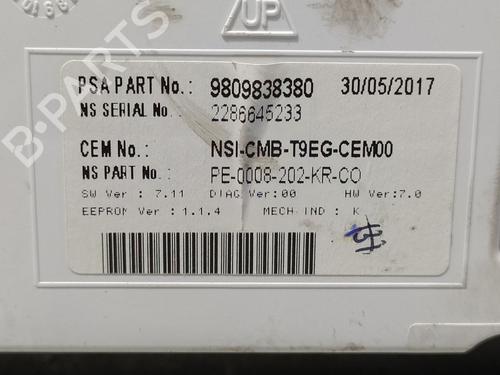 UP
PSA PART No.: 9809838380 30/05/2017
NS SERIAL No.: 2286645233
CEM No.: NSI-CMB-T9EG-CEM00
NS PART No.: PE-0008-202-KR-CO
SW Ver : 7.11 DIAG Ver:00 HW Ver:7.0
EEPROM Ver : 1.1.4 MECH IND : K
B-PARTS